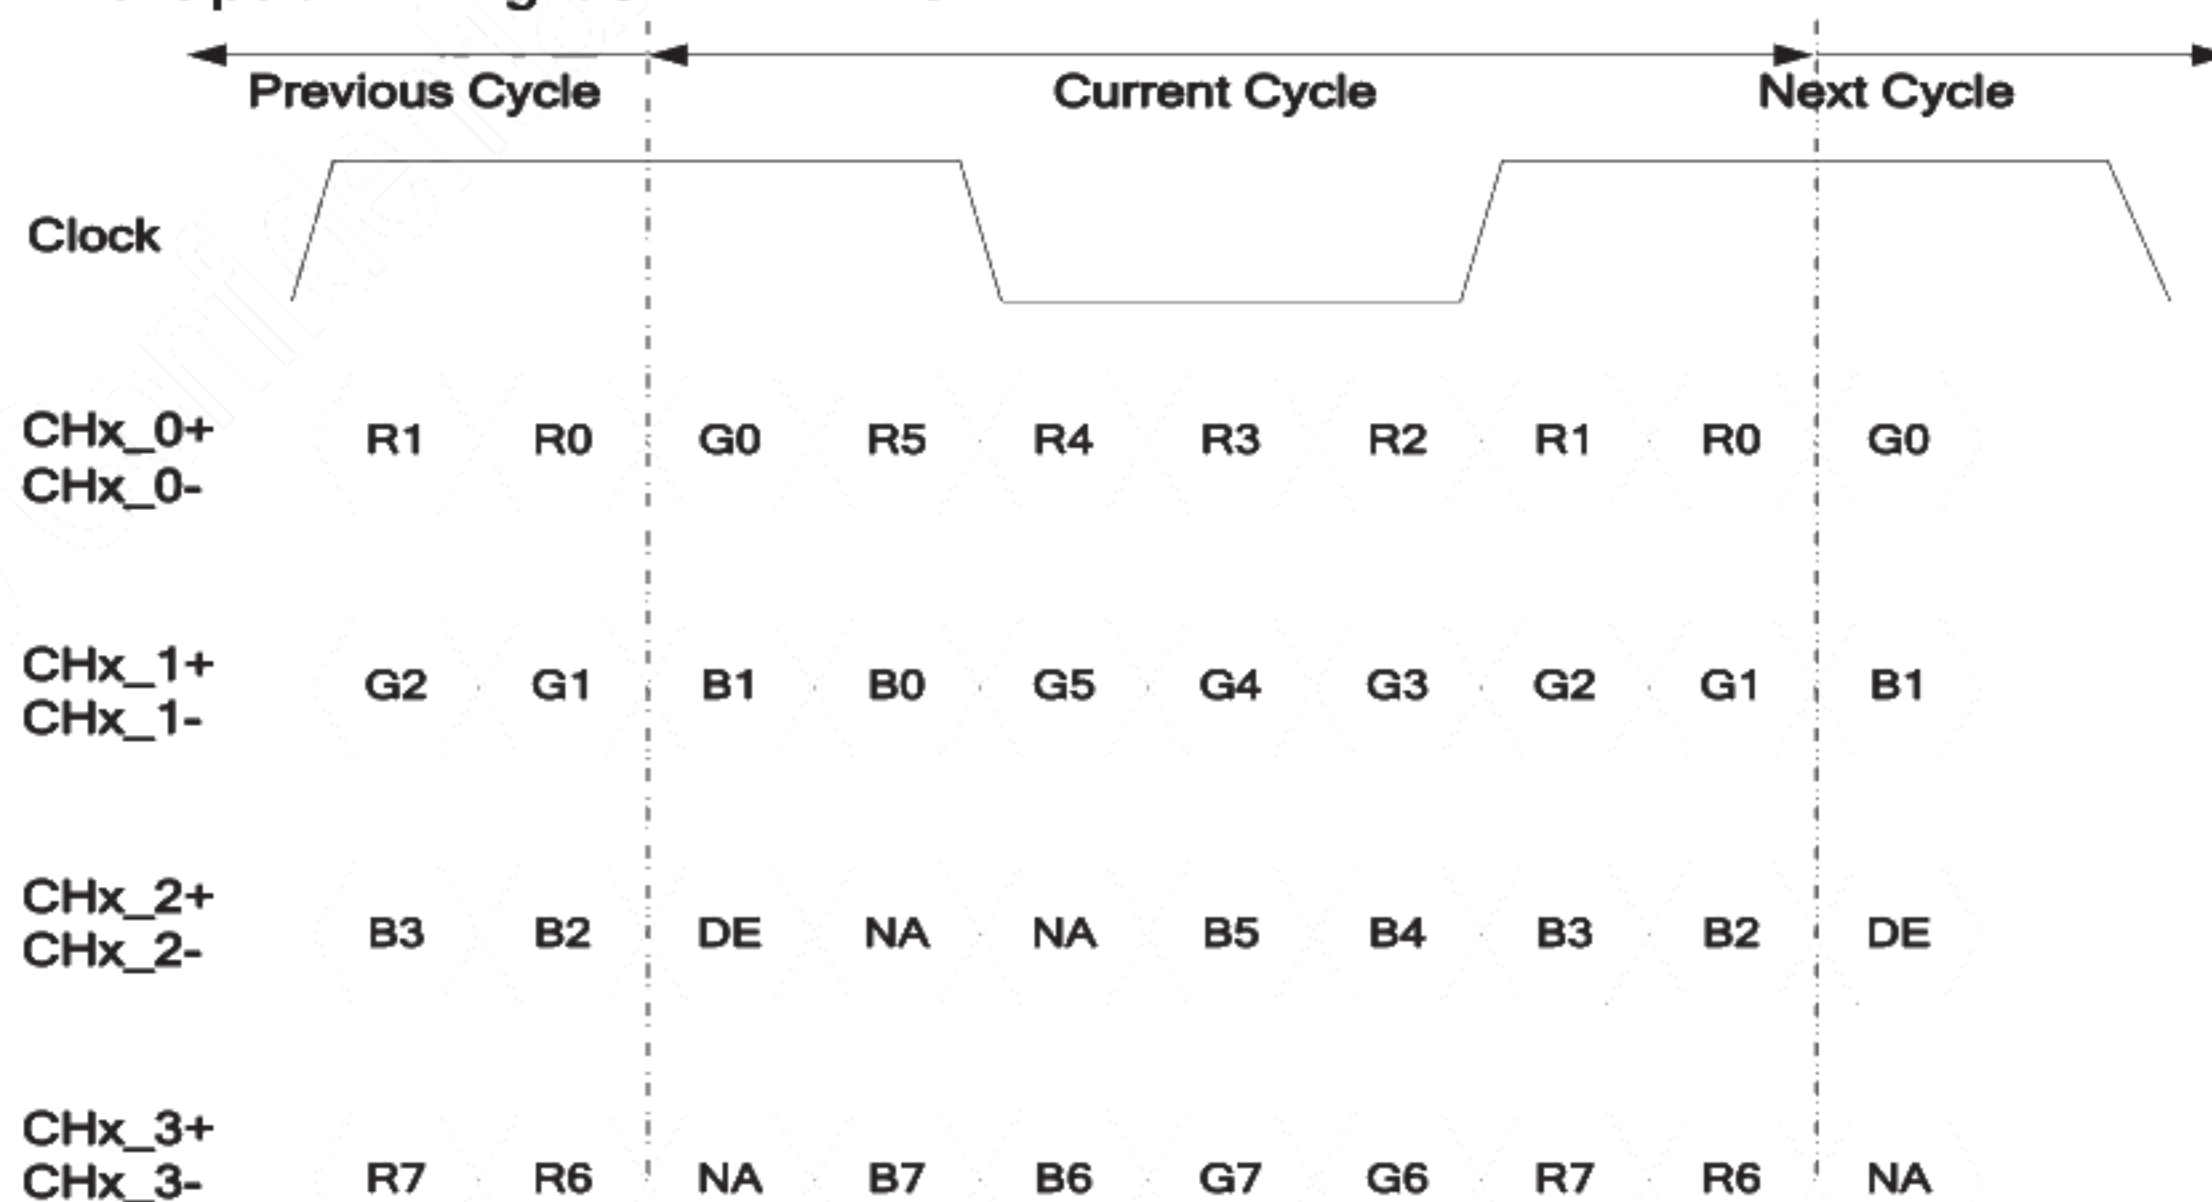 Previous Cycle Current Cycle Next Cycle
Clock
CHx_0+
R1 R0 G0 R5 R4 R3 R2 R1 R0 G0
CHx_0-
CHx_1+
G2 G1 B1 B0 G5 G4 G3 G2 G1 B1
CHx_1-
CHx_2+
B3 B2 DE NA NA B5 B4 B3 B2 DE
CHx_2-
CHx_3+
CHx_3- R7 R6 NA B7 B6 G7 G6 R7 R6 NA